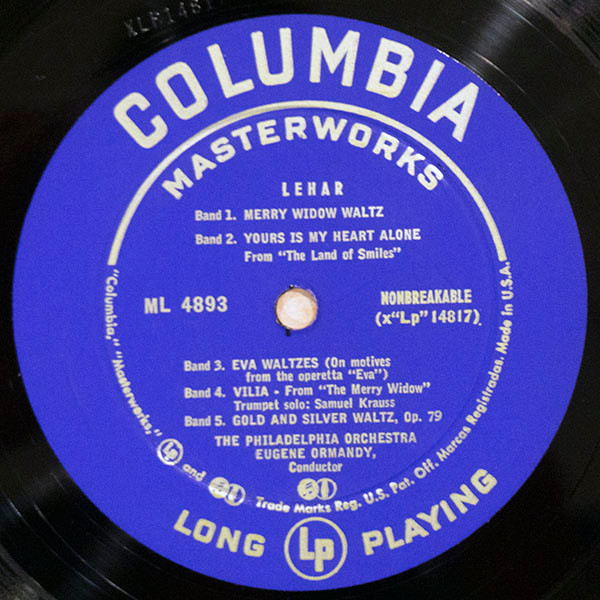 XLP1481
COLUMBIA
MASTERWORKS
LEHAR
Band 1. MERRY WIDOW WALTZ
Band 2. YOURS IS MY HEART ALONE
From "The Land of Smiles"
ML 4893
NONBREAKABLE
(x"Lp" 14817)
Band 3. EVA WALTZES (On motives
from the operetta "Eva")
Band 4. VILIA - From "The Merry Widow"
Trumpet solo: Samuel Krauss
Band 5. GOLD AND SILVER WALTZ, Op. 79
THE PHILADELPHIA ORCHESTRA
EUGENE ORMANDY,
Conductor
"Columbia," "Masterworks," Lp and Trade Marks Reg. U.S. Pat. Off. Marcas Registradas. Made in U.S.A.
LONG Lp PLAYING